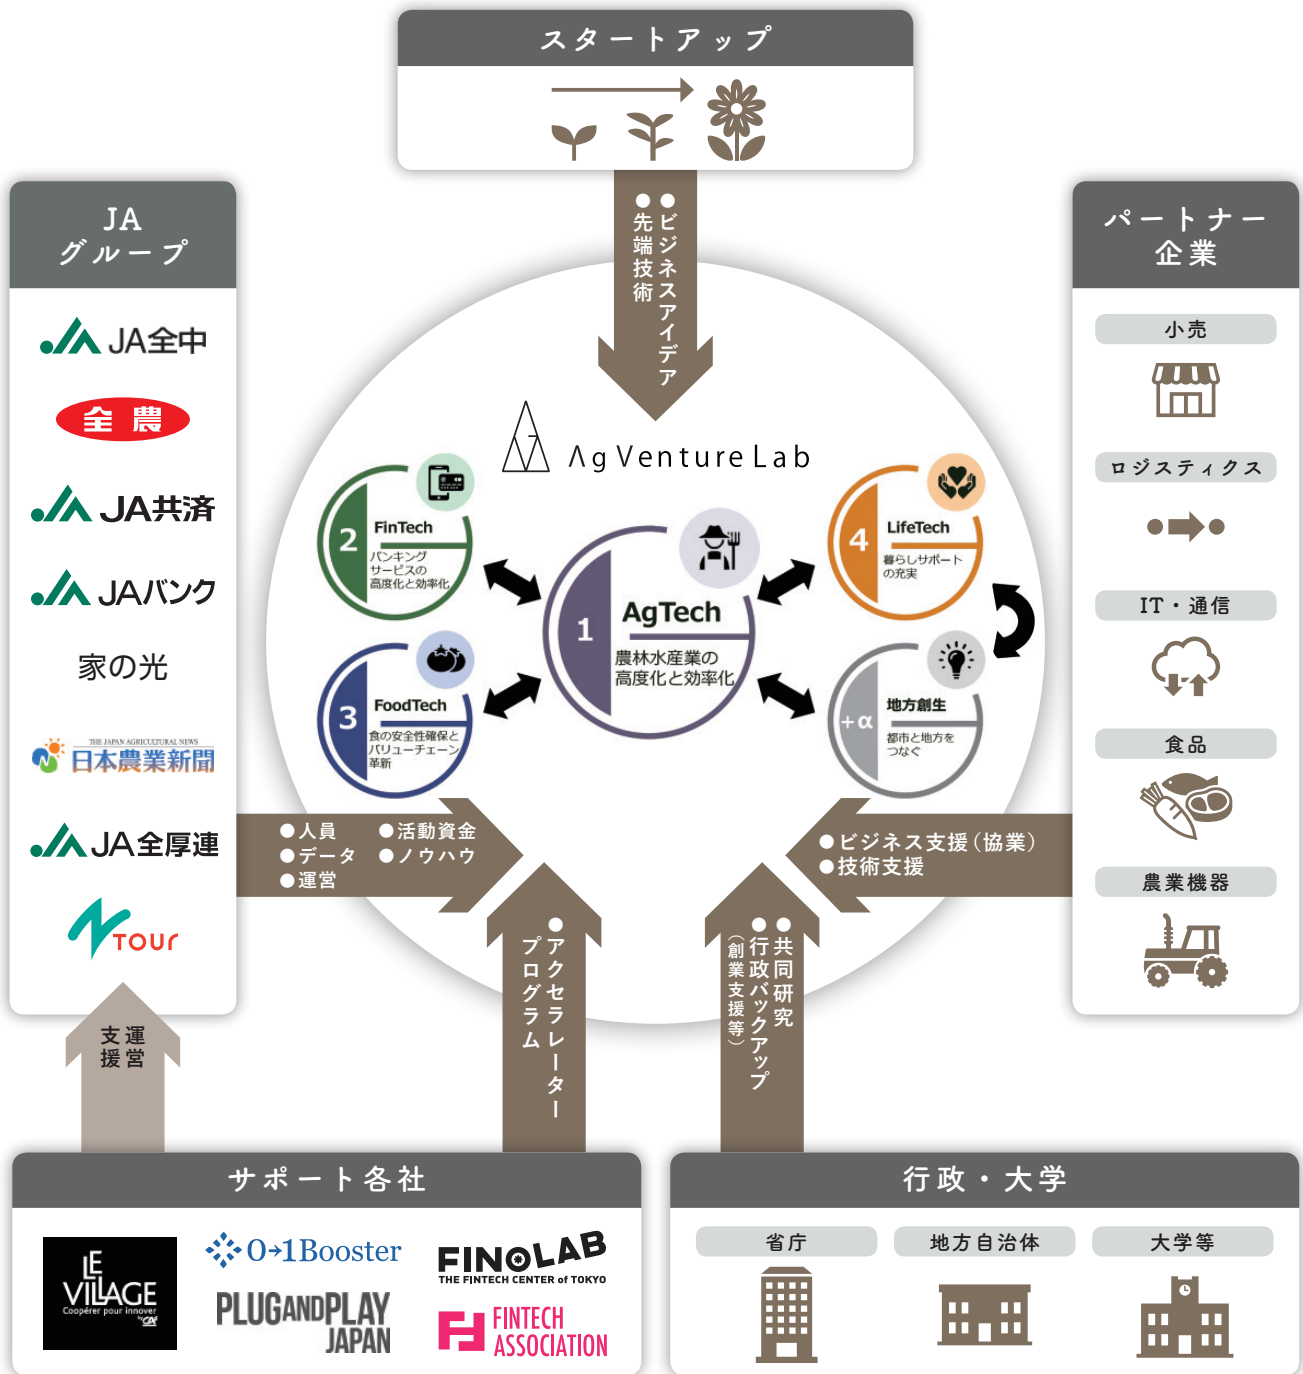 スタートアップ
●ビジネスアイデア
●先端技術
JA
グループ
JA全中
全農
JA共済
JAバンク
家の光
THE JAPAN AGRICULTURAL NEWS
日本農業新聞
JA全厚連
N TOUR
パートナー
企業
小売
ロジスティクス
IT・通信
食品
農業機器
AgVentureLab
2
FinTech
バンキング
サービスの
高度化と効率化
4
LifeTech
暮らしサポート
の充実
1
AgTech
農林水産業の
高度化と効率化
3
FoodTech
食の安全性確保と
バリューチェーン
革新
+α
地方創生
都市と地方を
つなぐ
●人員
●データ
●運営
●活動資金
●ノウハウ
●ビジネス支援(協業)
●技術支援
●アクセラレーター
プログラム
●共同研究
●行政バックアップ
(創業支援等)
運営
支援
サポート各社
LE
VILLAGE
Coopérer pour innover
by CA
0→1Booster
FINOLAB
THE FINTECH CENTER of TOKYO
PLUG AND PLAY
JAPAN
FINTECH
ASSOCIATION
行政・大学
省庁
地方自治体
大学等